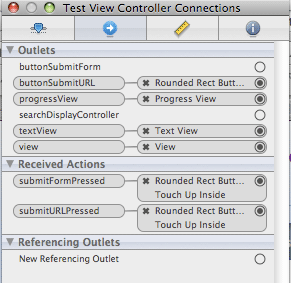 Test View Controller Connections
Outlets
buttonSubmitForm
buttonSubmitURL ✖ Rounded Rect Butt...
progressView ✖ Progress View
searchDisplayController
textView ✖ Text View
view ✖ View
Received Actions
submitFormPressed ✖ Rounded Rect Butt...
Touch Up Inside
submitURLPressed ✖ Rounded Rect Butt...
Touch Up Inside
Referencing Outlets
New Referencing Outlet